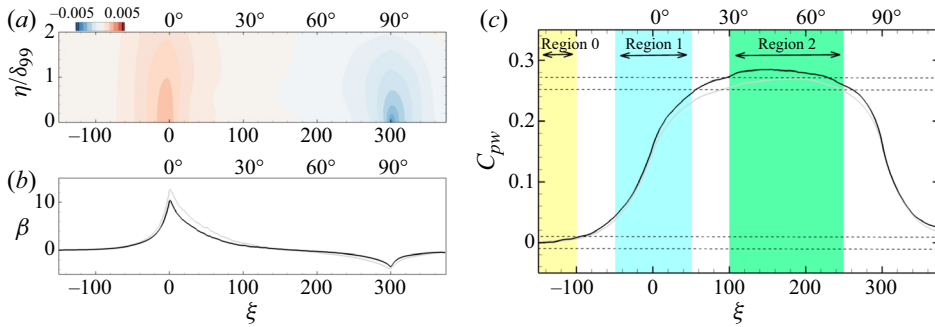 (a) −0.005 0.005 0° 30° 60° 90°
η/δ99
2
1
0
−100 0 100 200 300
0° 30° 60° 90°
(b)
β
10
0
−100 0 100 200 300
ξ
(c) 0° 30° 60° 90°
Region 0 Region 1 Region 2
Cpw
0.3
0.2
0.1
0
−100 0 100 200 300
ξ